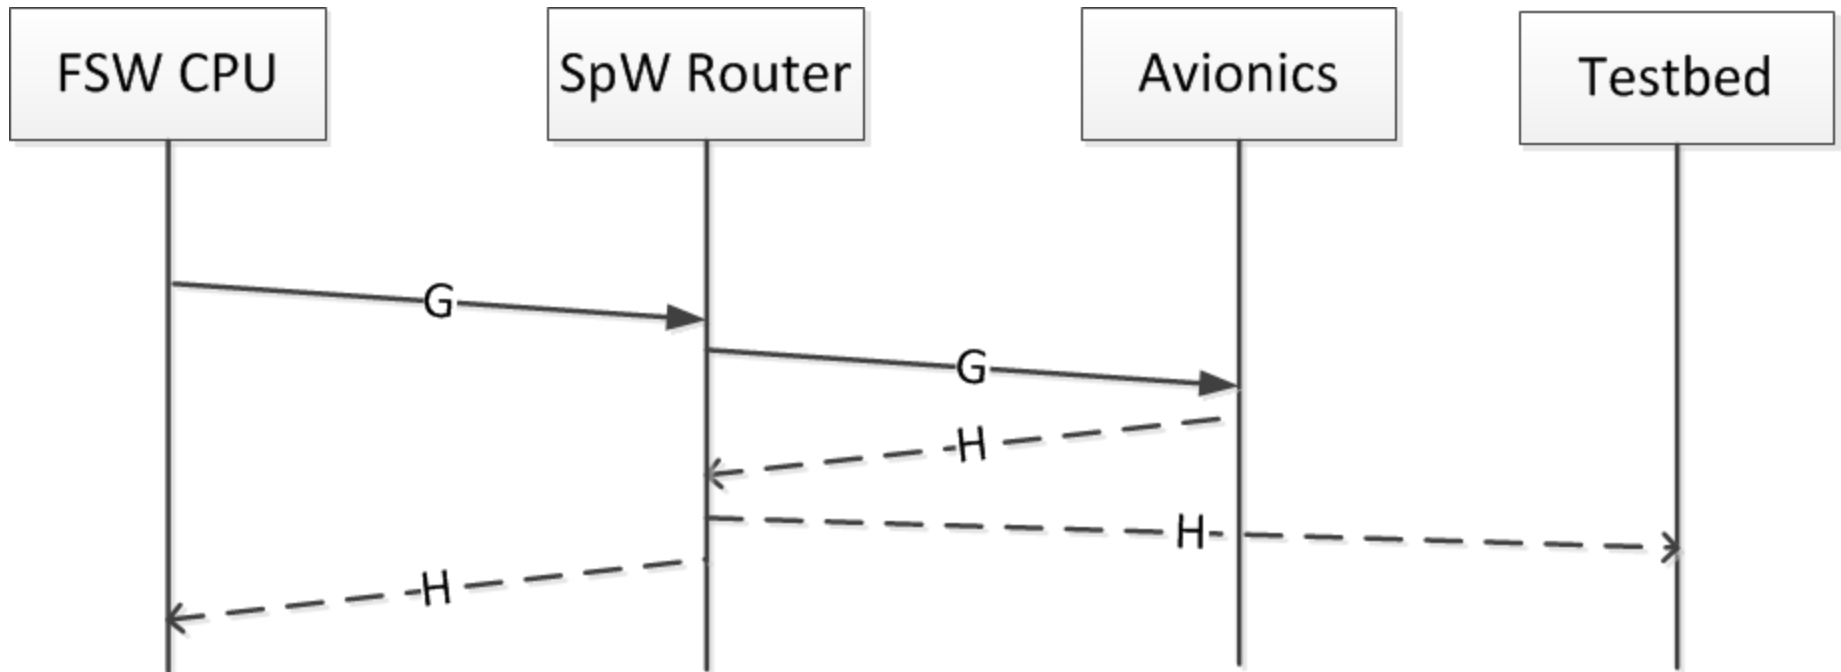 FSW CPU
SpW Router
Avionics
Testbed
G
G
H
H
H